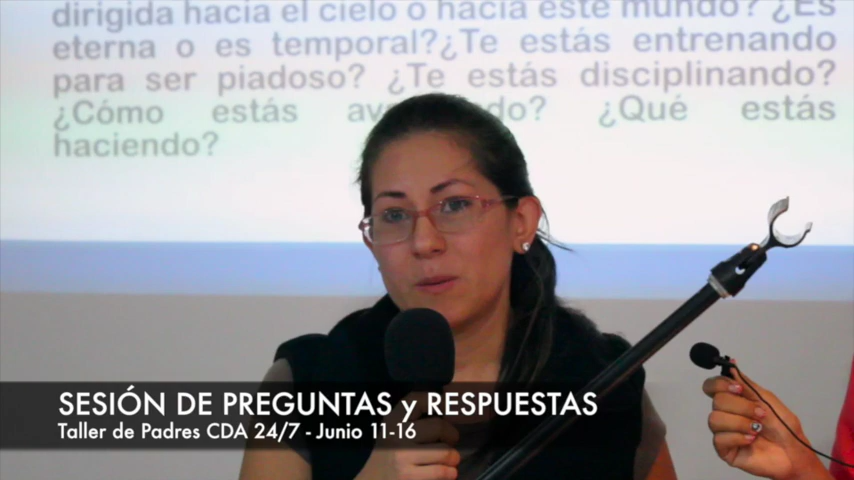 dirigida hacia el cielo o hacia este mundo? ¿Es
eterna o es temporal?¿Te estás entrenando
para ser piadoso? ¿Te estás disciplinando?
¿Cómo estás do? ¿Qué estás
haciendo?
SESIÓN DE PREGUNTAS y RESPUESTAS
Taller de Padres CDA 24/7 - Junio 11-16